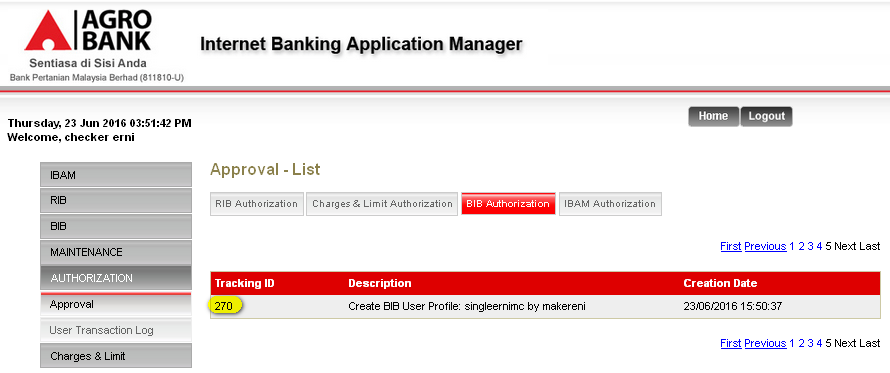 AGRO
BANK
Sentiasa di Sisi Anda
Bank Pertanian Malaysia Berhad (811810-U)
Internet Banking Application Manager
Thursday, 23 Jun 2016 03:51:42 PM
Welcome, checker erni
Home Logout
IBAM
RIB
BIB
MAINTENANCE
AUTHORIZATION
Approval
User Transaction Log
Charges & Limit
Approval - List
RIB Authorization Charges & Limit Authorization BIB Authorization IBAM Authorization
First Previous 1 2 3 4 5 Next Last
Tracking ID Description Creation Date
270 Create BIB User Profile: singleernimc by makereni 23/06/2016 15:50:37
First Previous 1 2 3 4 5 Next Last